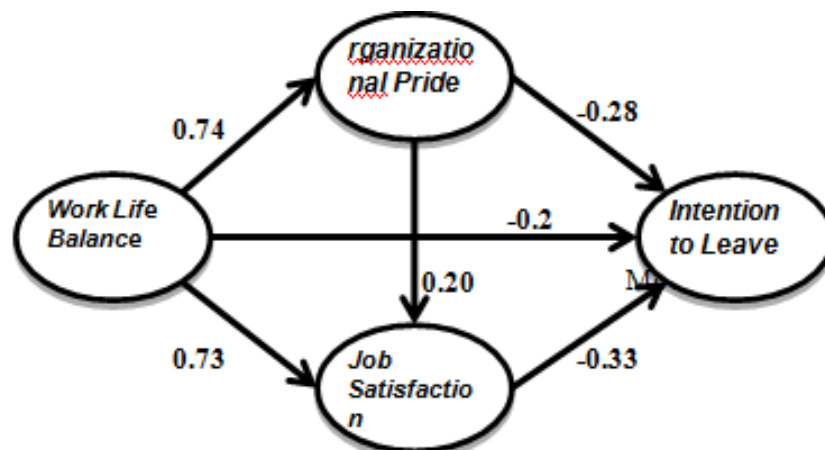 rganizatio
nal Pride
0.74
-0.28
Work Life
Balance
-0.2
Intention
to Leave
0.20
M
0.73
Job
Satisfactio
n
-0.33